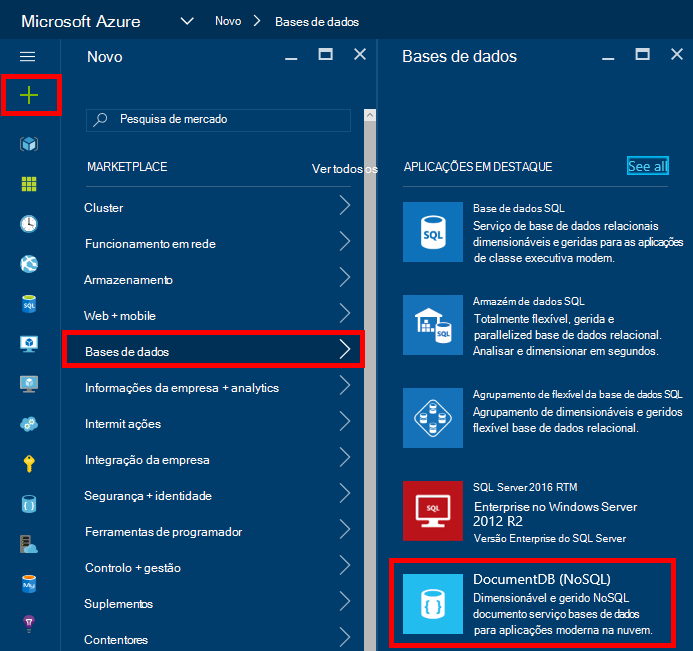 Microsoft Azure
Novo
Bases de dados
Novo
Pesquisa de mercado
MARKETPLACE
Ver todos os
Cluster
Funcionamento em rede
Armazenamento
Web + mobile
Bases de dados
Informações da empresa + analytics
Intermit ações
Integração da empresa
Segurança + identidade
Ferramentas de programador
Controlo + gestão
Suplementos
Contentores
Bases de dados
APLICAÇÕES EM DESTAQUE
See all
SQL
Base de dados SQL
Serviço de base de dados relacionais
dimensionáveis e geridas para as aplicações
de classe executiva modem.
SQL
Armazém de dados SQL
Totalmente flexível, gerida e
parallelized base de dados relacional.
Analisar e dimensionar em segundos.
Agrupamento de flexível da base de dados SQL
Agrupamento de dimensionáveis e geridos
flexível base de dados relacional.
SQL
SQL Server 2016 RTM
Enterprise no Windows Server
2012 R2
Versão Enterprise do SQL Server
DocumentDB (NoSQL)
Dimensionável e gerido NoSQL
documento serviço bases de dados
para aplicações moderna na nuvem.
SQL
My